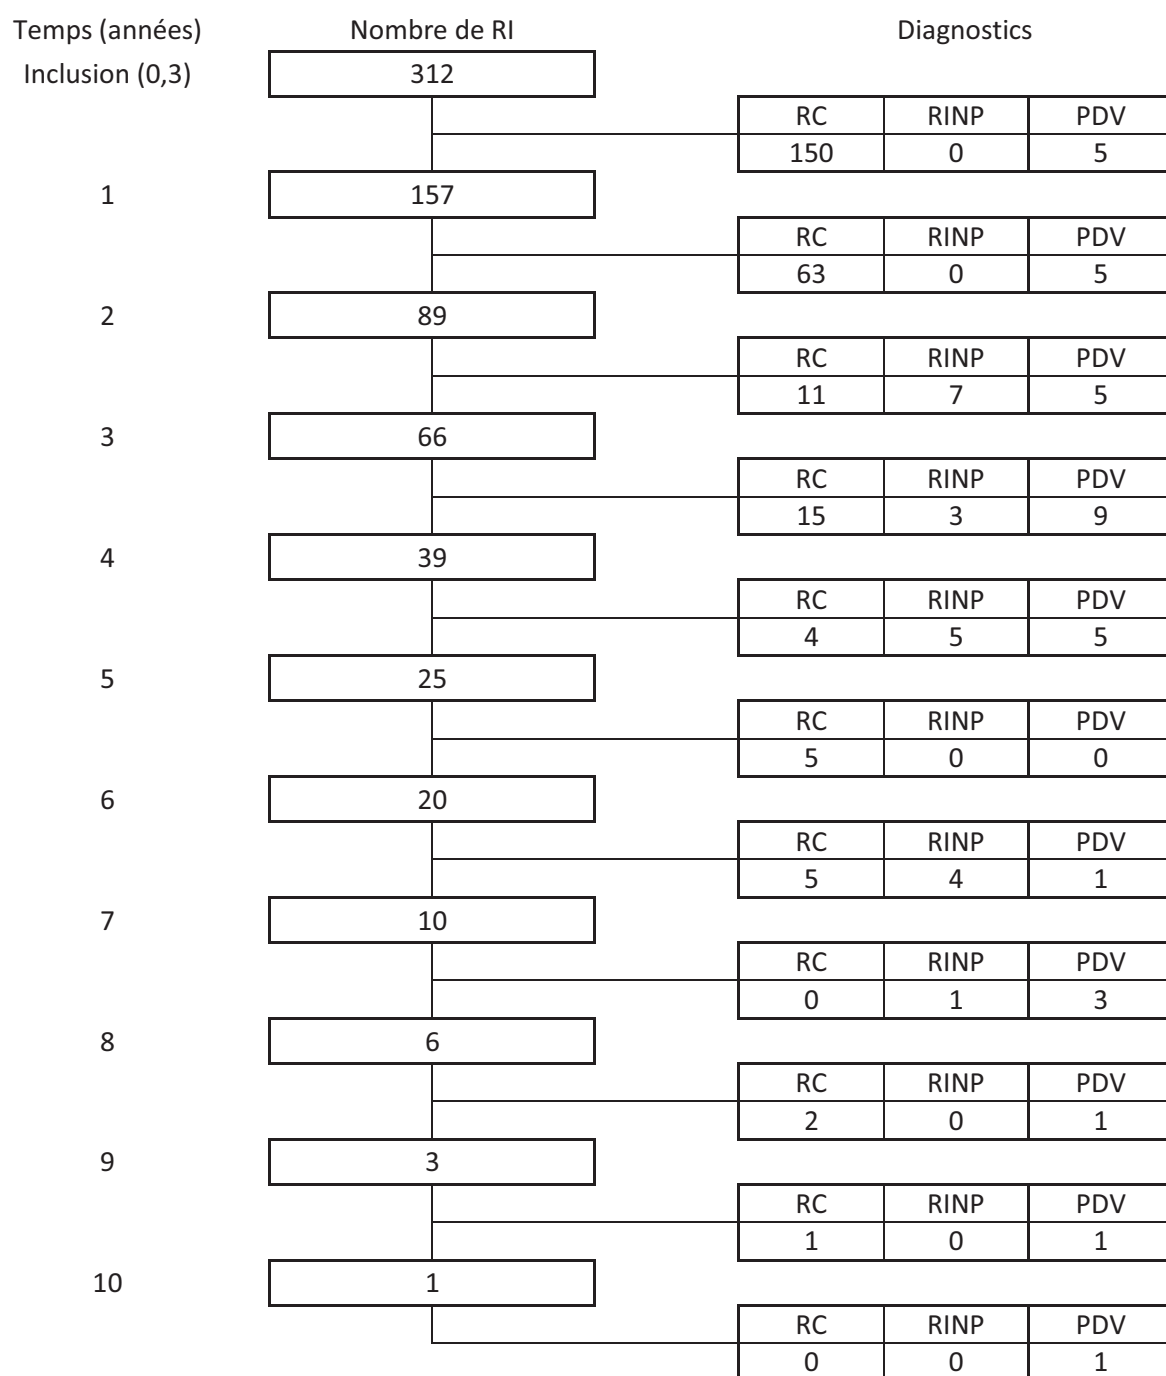 Temps (années) Nombre de RI Diagnostics
Inclusion (0,3) 312
RC RINP PDV
150 0 5
1 157
RC RINP PDV
63 0 5
2 89
RC RINP PDV
11 7 5
3 66
RC RINP PDV
15 3 9
4 39
RC RINP PDV
4 5 5
5 25
RC RINP PDV
5 0 0
6 20
RC RINP PDV
5 4 1
7 10
RC RINP PDV
0 1 3
8 6
RC RINP PDV
2 0 1
9 3
RC RINP PDV
1 0 1
10 1
RC RINP PDV
0 0 1